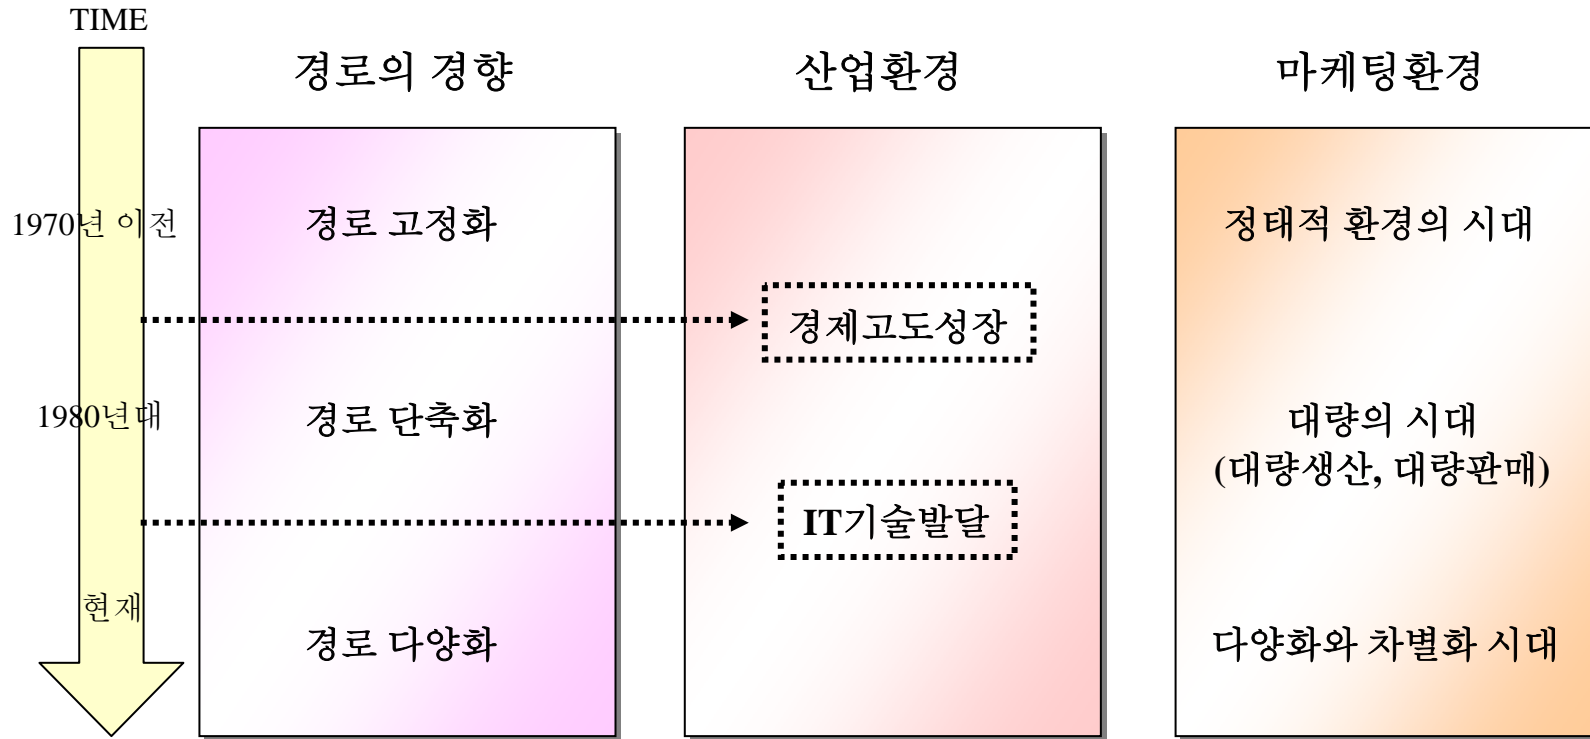 TIME
경로의 경향
산업환경
마케팅환경
1970년 이전
경로 고정화
정태적 환경의 시대
경제고도성장
1980년대
경로 단축화
대량의 시대
(대량생산, 대량판매)
IT기술발달
현재
경로 다양화
다양화와 차별화 시대